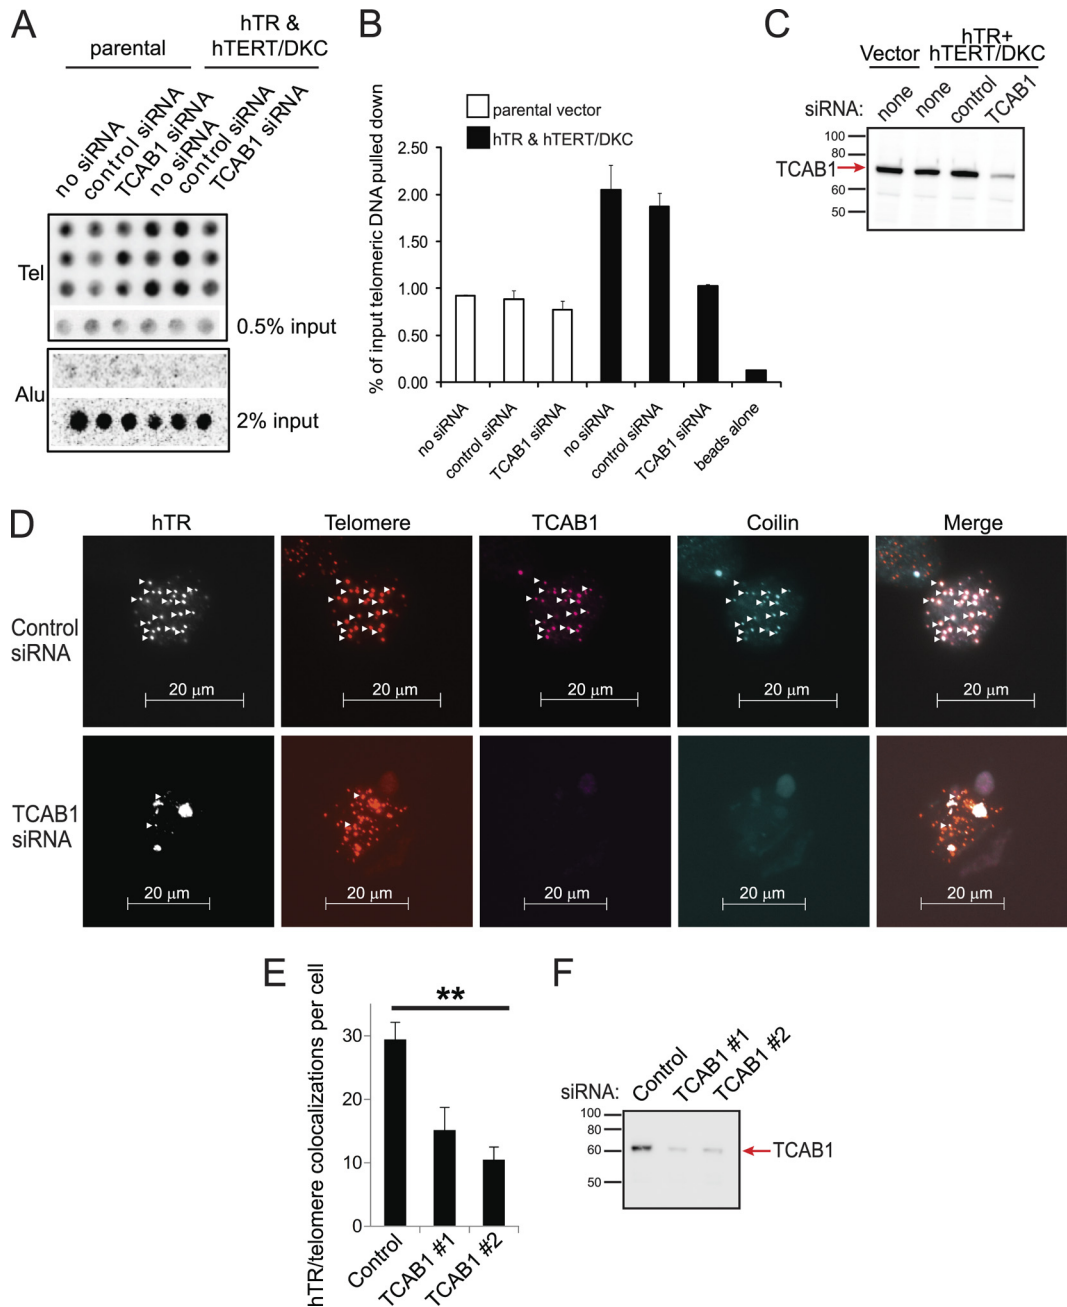 A
parental
hTR &
hTERT/DKC
no siRNA
control siRNA
TCAB1 siRNA
no siRNA
control siRNA
TCAB1 siRNA
Tel
0.5% input
Alu
2% input
B
parental vector
hTR & hTERT/DKC
% of input telomeric DNA pulled down
2.50
2.00
1.50
1.00
0.50
0.00
no siRNA
control siRNA
TCAB1 siRNA
no siRNA
control siRNA
TCAB1 siRNA
beads alone
C
Vector
hTR+
hTERT/DKC
siRNA:
none
none
control
TCAB1
100
80
TCAB1
60
50
D
hTR
Telomere
TCAB1
Coilin
Merge
Control
siRNA
20 μm
20 μm
20 μm
20 μm
20 μm
TCAB1
siRNA
20 μm
20 μm
20 μm
20 μm
20 μm
E
hTR/telomere colocalizations per cell
**
30
20
10
0
Control
TCAB1 #1
TCAB1 #2
F
siRNA:
Control
TCAB1 #1
TCAB1 #2
100
80
60
50
TCAB1